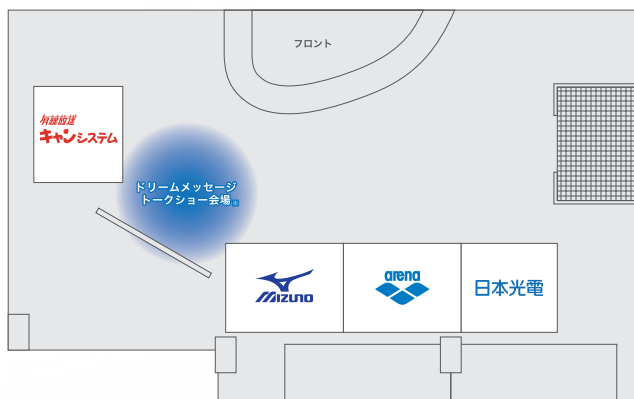 フロント
有線放送
キャンシステム
ドリームメッセージ
トークショー会場
MIZUNO
arena
日本光電